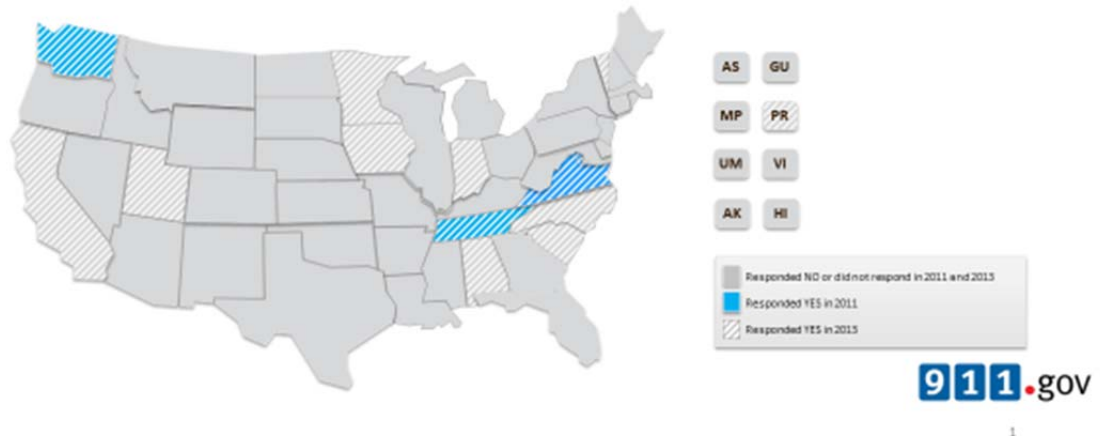 AS GU
MP PR
UM VI
AK HI
Responded NO or did not respond in 2011 and 2013
Responded YES in 2011
Responded YES in 2013
911.gov
1